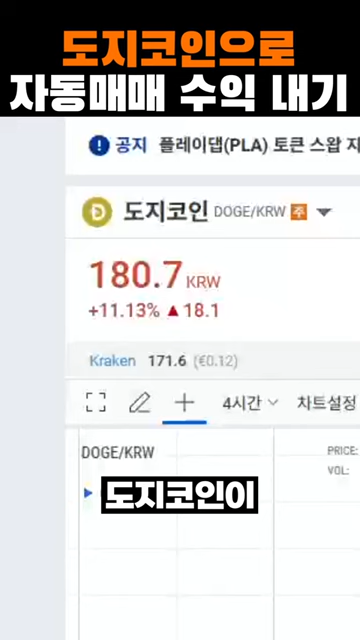 도지코인으로
자동매매 수익 내기
! 공지 플레이댑(PLA) 토큰 스왑 지
도지코인 DOGE/KRW 주
180.7 KRW
+11.13% ▲18.1
Kraken 171.6 (€0.12)
4시간 차트설정
DOGE/KRW
PRICE:
VOL:
도지코인이